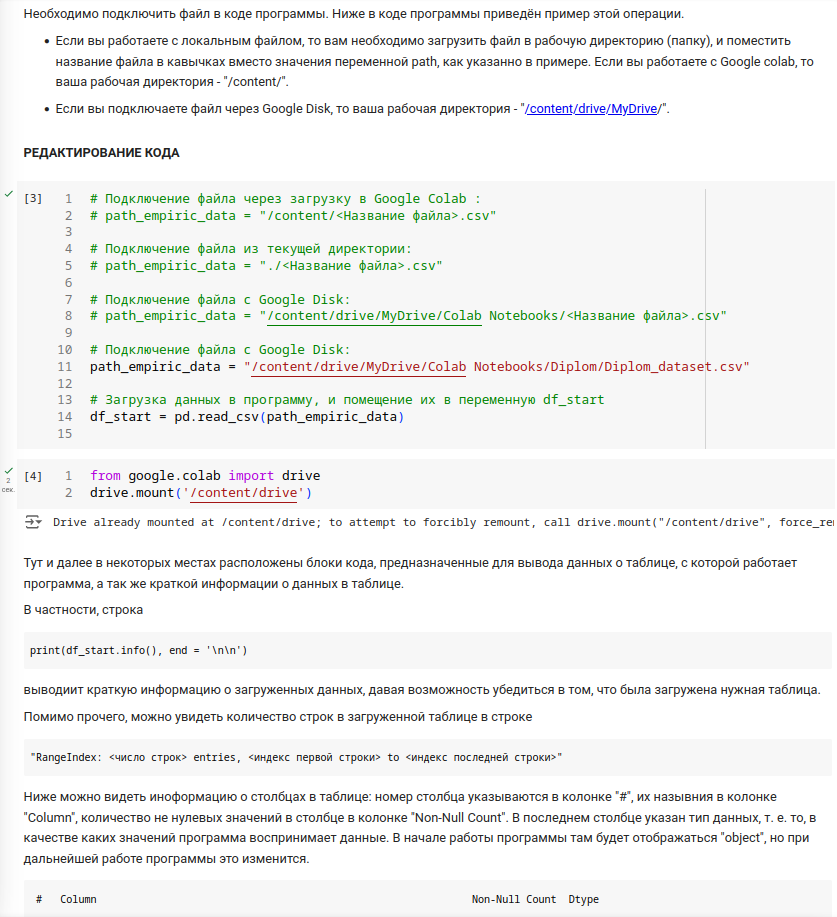 Необходимо подключить файл в коде программы. Ниже в коде программы приведён пример этой операции.
• Если вы работаете с локальным файлом, то вам необходимо загрузить файл в рабочую директорию (папку), и поместить
название файла в кавычках вместо значения переменной path, как указанно в примере. Если вы работаете с Google colab, то
ваша рабочая директория - "/content/".
• Если вы подключаете файл через Google Disk, то ваша рабочая директория - "/content/drive/MyDrive/".
РЕДАКТИРОВАНИЕ КОДА
[3] 1 # Подключение файла через загрузку в Google Colab :
2 # path_empiric_data = "/content/<Название файла>.csv"
3
4 # Подключение файла из текущей директории:
5 # path_empiric_data = "./<Название файла>.csv"
6
7 # Подключение файла с Google Disk:
8 # path_empiric_data = "/content/drive/MyDrive/Colab Notebooks/<Название файла>.csv"
9
10 # Подключение файла с Google Disk:
11 path_empiric_data = "/content/drive/MyDrive/Colab Notebooks/Diplom/Diplom_dataset.csv"
12
13 # Загрузка данных в программу, и помещение их в переменную df_start
14 df_start = pd.read_csv(path_empiric_data)
15
2
сек.
[4] 1 from google.colab import drive
2 drive.mount('/content/drive')
Drive already mounted at /content/drive; to attempt to forcibly remount, call drive.mount("/content/drive", force_re
Тут и далее в некоторых местах расположены блоки кода, предназначенные для вывода данных о таблице, с которой работает
программа, а так же краткой информации о данных в таблице.
В частности, строка
print(df_start.info(), end = '\n\n')
выводиит краткую информацию о загруженных данных, давая возможность убедиться в том, что была загружена нужная таблица.
Помимо прочего, можно увидеть количество строк в загруженной таблице в строке
"RangeIndex: <число строк> entries, <индекс первой строки> to <индекс последней строки>"
Ниже можно видеть иноформацию о столбцах в таблице: номер столбца указываются в колонке "#", их назывния в колонке
"Column", количество не нулевых значений в столбце в колонке "Non-Null Count". В последнем столбце указан тип данных, т. е. то, в
качестве каких значений программа воспринимает данные. В начале работы программы там будет отображаться "object", но при
дальнейшей работе программы это изменится.
# Column Non-Null Count Dtype